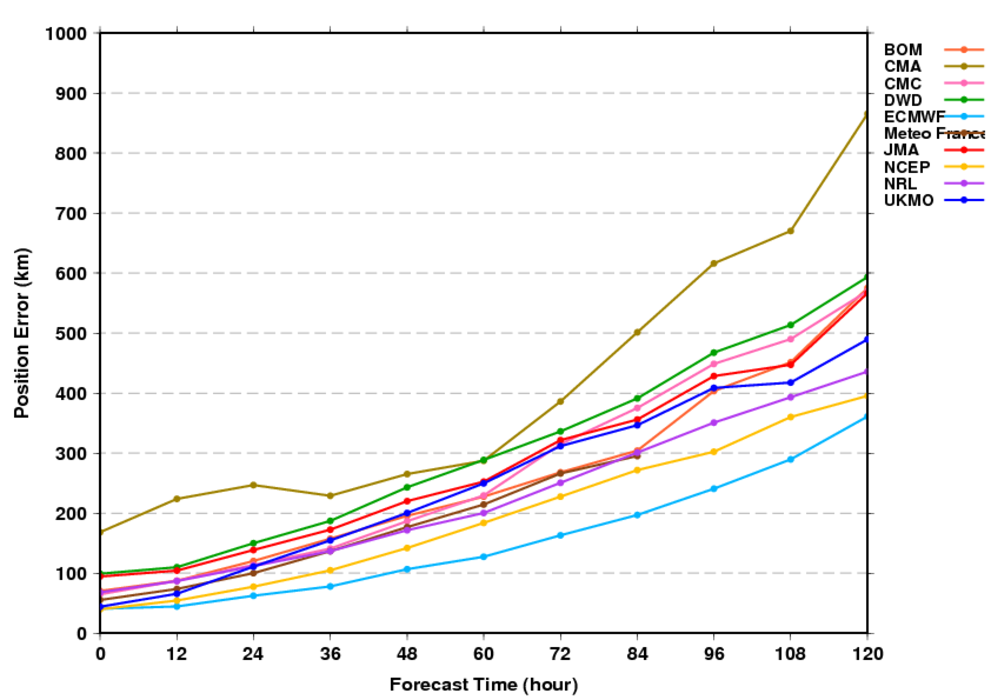 1000
900
800
700
600
500
400
300
200
100
0
Position Error (km)
0 12 24 36 48 60 72 84 96 108 120
Forecast Time (hour)
BOM
CMA
CMC
DWD
ECMWF
Meteo France
JMA
NCEP
NRL
UKMO